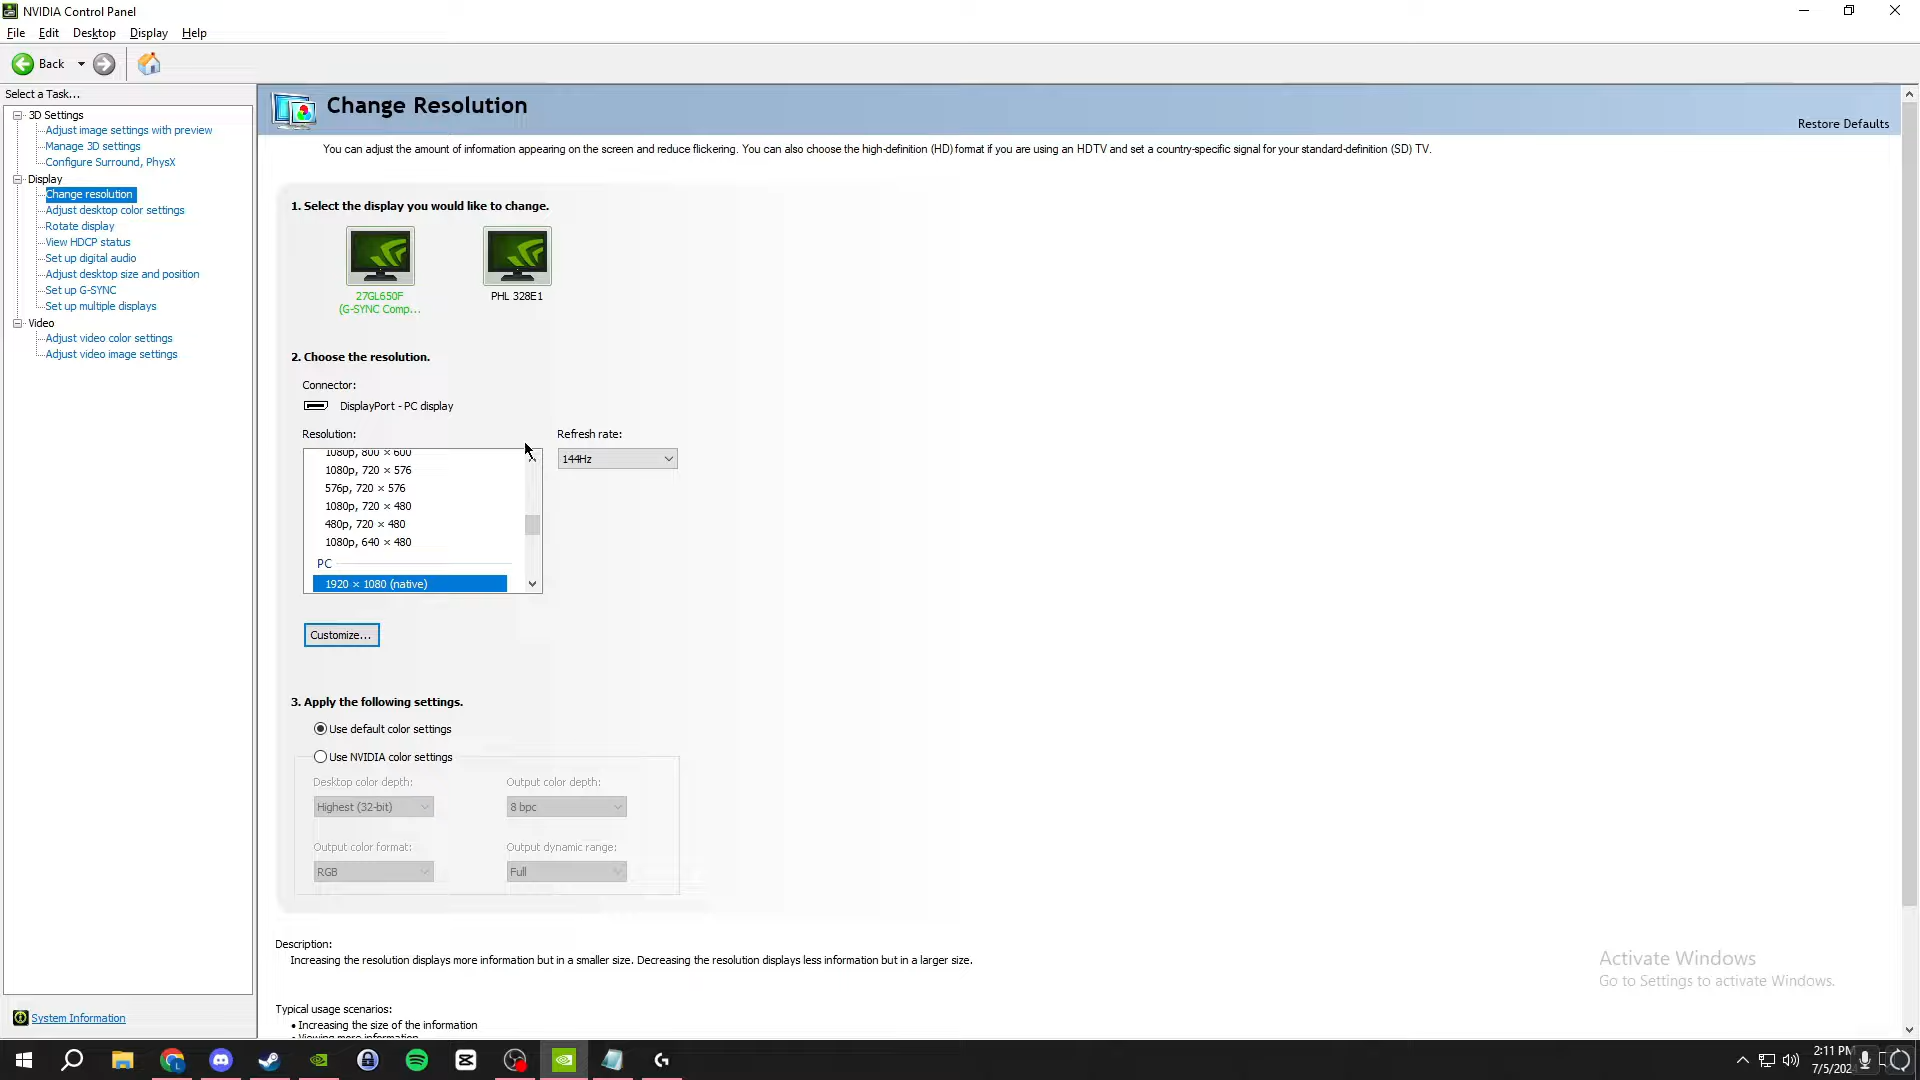 NVIDIA Control Panel
File Edit Desktop Display Help
Back
Select a Task...
3D Settings
Adjust image settings with preview
Manage 3D settings
Configure Surround, PhysX
Display
Change resolution
Adjust desktop color settings
Rotate display
View HDCP status
Set up digital audio
Adjust desktop size and position
Set up G-SYNC
Set up multiple displays
Video
Adjust video color settings
Adjust video image settings
System Information
Change Resolution
Restore Defaults
You can adjust the amount of information appearing on the screen and reduce flickering. You can also choose the high-definition (HD) format if you are using an HDTV and set a country-specific signal for your standard-definition (SD) TV.
1. Select the display you would like to change.
27GL650F
(G-SYNC Comp...
PHL 328E1
2. Choose the resolution.
Connector:
DisplayPort - PC display
Resolution:
Refresh rate:
1080p, 800 × 600
144Hz
1080p, 720 × 576
576p, 720 × 576
1080p, 720 × 480
480p, 720 × 480
1080p, 640 × 480
PC
1920 × 1080 (native)
Customize...
3. Apply the following settings.
Use default color settings
Use NVIDIA color settings
Desktop color depth:
Output color depth:
Highest (32-bit)
8 bpc
Output color format:
Output dynamic range:
RGB
Full
Description:
Increasing the resolution displays more information but in a smaller size. Decreasing the resolution displays less information but in a larger size.
Typical usage scenarios:
• Increasing the size of the information
• Viewing more information
Activate Windows
Go to Settings to activate Windows.
2:11 PM
7/5/202